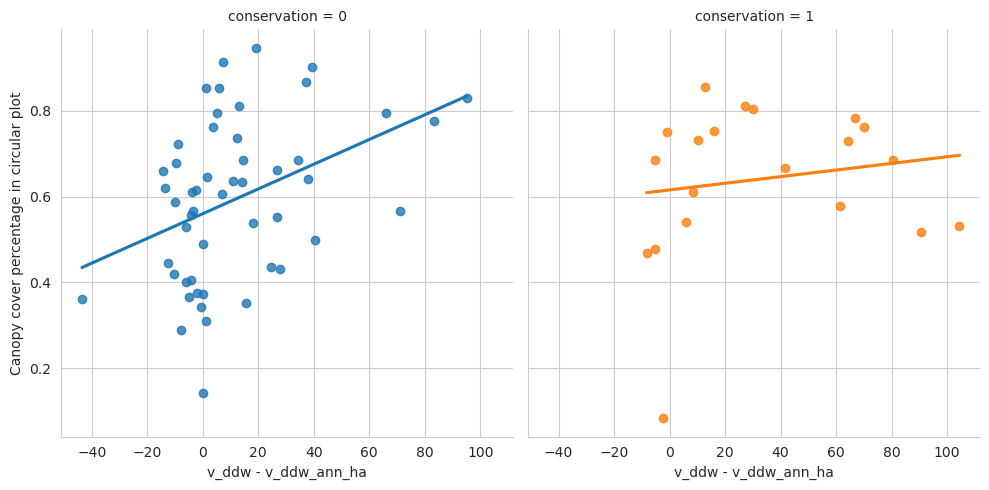 conservation = 0
conservation = 1
Canopy cover percentage in circular plot
0.8
0.6
0.4
0.2
−40 −20 0 20 40 60 80 100
−40 −20 0 20 40 60 80 100
v_ddw - v_ddw_ann_ha
v_ddw - v_ddw_ann_ha